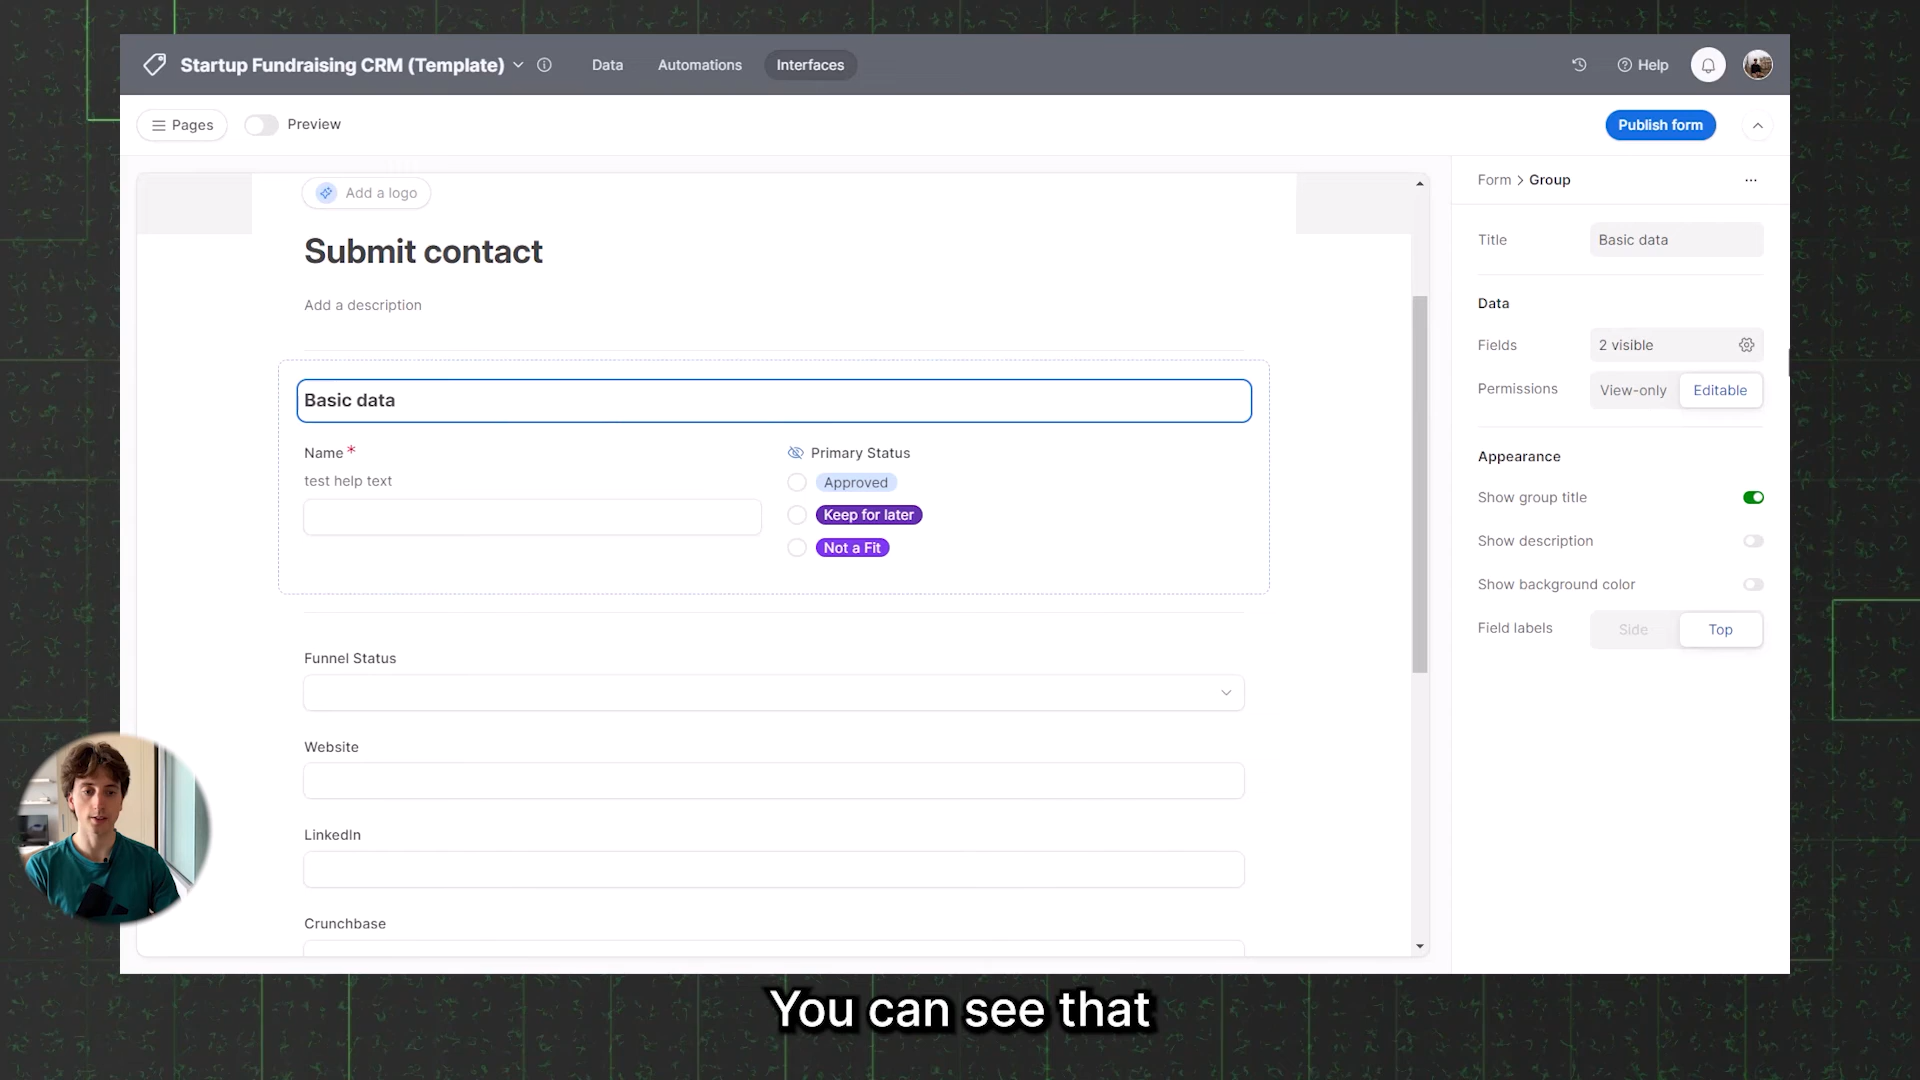 Startup Fundraising CRM (Template)
Data
Automations
Interfaces
Help
Pages
Preview
Publish form
Add a logo
Submit contact
Add a description
Basic data
Name *
test help text
Primary Status
Approved
Keep for later
Not a Fit
Funnel Status
Website
LinkedIn
Crunchbase
Form > Group
Title
Basic data
Data
Fields
2 visible
Permissions
View-only
Editable
Appearance
Show group title
Show description
Show background color
Field labels
Side
Top
You can see that